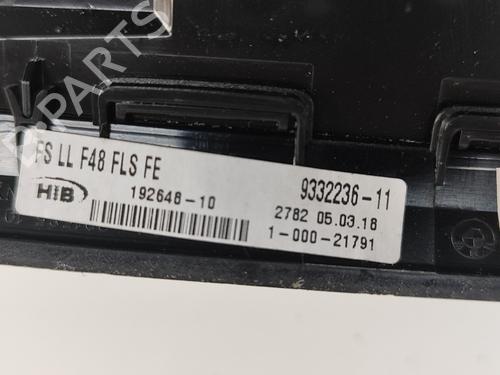 FS LL F48 FLS FE
HIB
192648-10
9332236-11
2782 05.03.18
1-000-21791